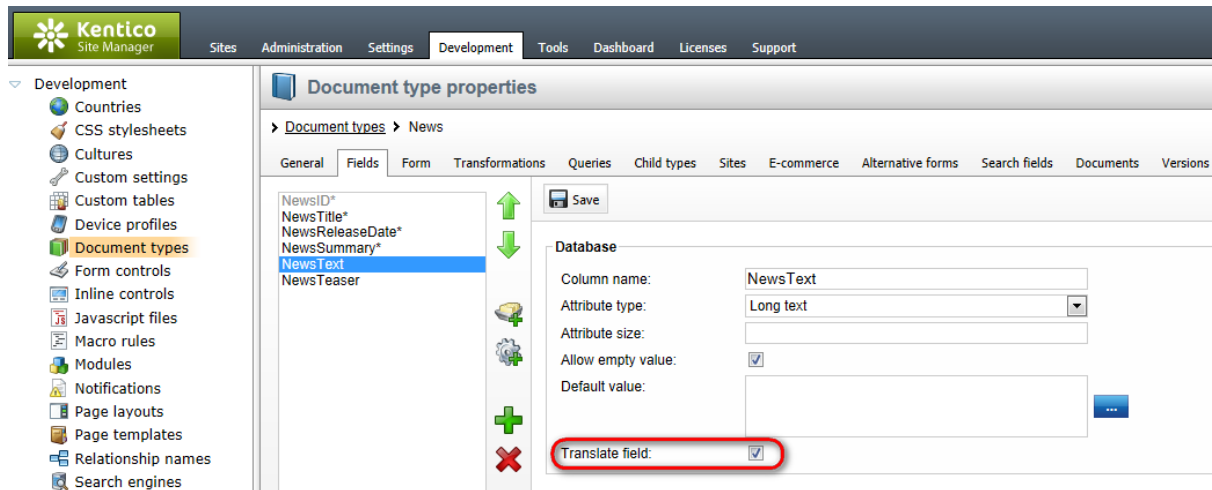 Kentico
Site Manager
Sites Administration Settings Development Tools Dashboard Licenses Support
Development
Countries
CSS stylesheets
Cultures
Custom settings
Custom tables
Device profiles
Document types
Form controls
Inline controls
Javascript files
Macro rules
Modules
Notifications
Page layouts
Page templates
Relationship names
Search engines
Document type properties
> Document types > News
General Fields Form Transformations Queries Child types Sites E-commerce Alternative forms Search fields Documents Versions
NewsID*
NewsTitle*
NewsReleaseDate*
NewsSummary*
NewsText
NewsTeaser
Save
Database
Column name: NewsText
Attribute type: Long text
Attribute size:
Allow empty value:
Default value:
...
Translate field: